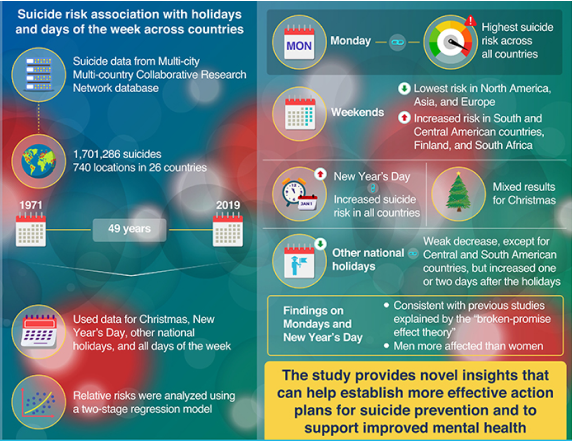 Suicide risk association with holidays
and days of the week across countries
Suicide data from Multi-city
Multi-country Collaborative Research
Network database
1,701,286 suicides
740 locations in 26 countries
1971
2019
49 years
Used data for Christmas, New
Year's Day, other national
holidays, and all days of the week
Relative risks were analyzed using
a two-stage regression model
MON
Monday
Highest suicide
risk across
all countries
Weekends
Lowest risk in North America,
Asia, and Europe
Increased risk in South and
Central American countries,
Finland, and South Africa
JAN 1
New Year's Day
Increased suicide
risk in all countries
Mixed results
for Christmas
Other national
holidays
Weak decrease, except for
Central and South American
countries, but increased one
or two days after the holidays
Findings on
Mondays and
New Year's Day
• Consistent with previous studies
explained by the "broken-promise
effect theory"
• Men more affected than women
The study provides novel insights that
can help establish more effective action
plans for suicide prevention and to
support improved mental health